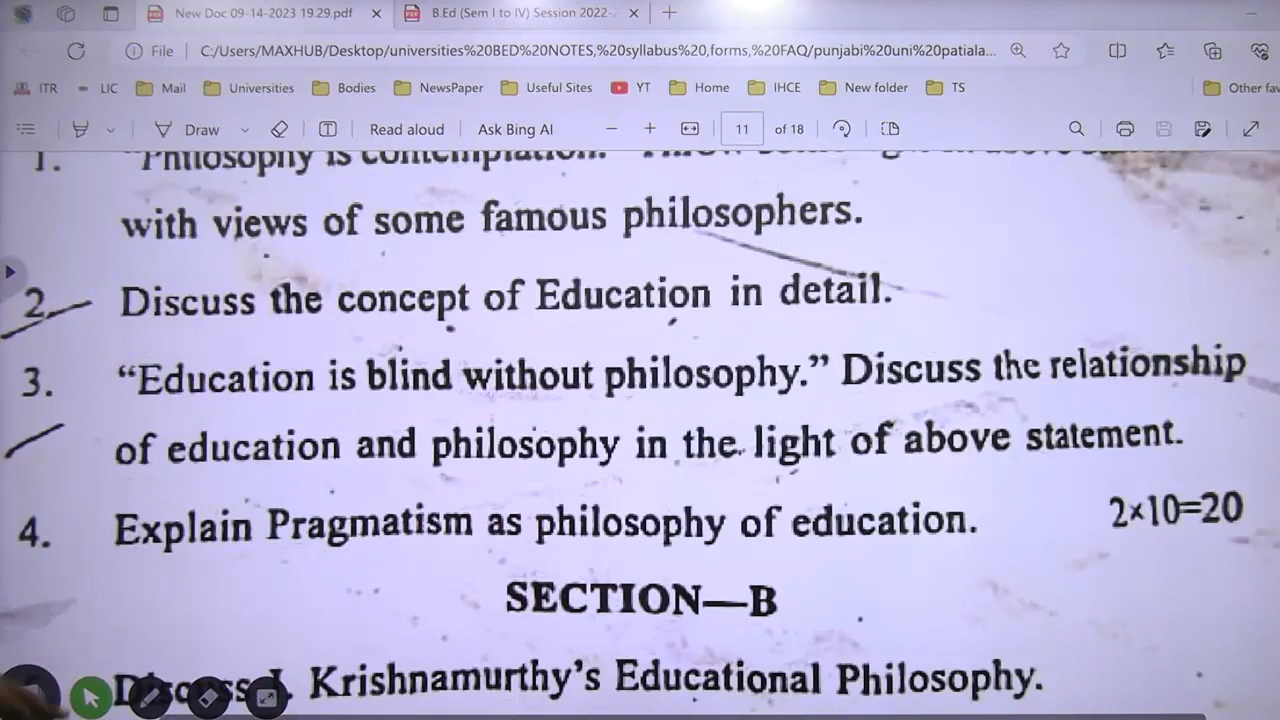 New Doc 09-14-2023 19.29.pdf
B.Ed (Sem I to IV) Session 2022-
File C:/Users/MAXHUB/Desktop/universities%20BED%20NOTES,%20syllabus%20,forms,%20FAQ/punjabi%20uni%20patiala...
ITR LIC Mail Universities Bodies NewsPaper Useful Sites YT Home IHCE New folder TS Other fav
Draw Read aloud Ask Bing AI 11 of 18
1. "Philosophy is contemplation."
with views of some famous philosophers.
2. Discuss the concept of Education in detail.
3. “Education is blind without philosophy.” Discuss the relationship
of education and philosophy in the light of above statement.
4. Explain Pragmatism as philosophy of education. 2×10=20
SECTION—B
Discuss J. Krishnamurthy’s Educational Philosophy.